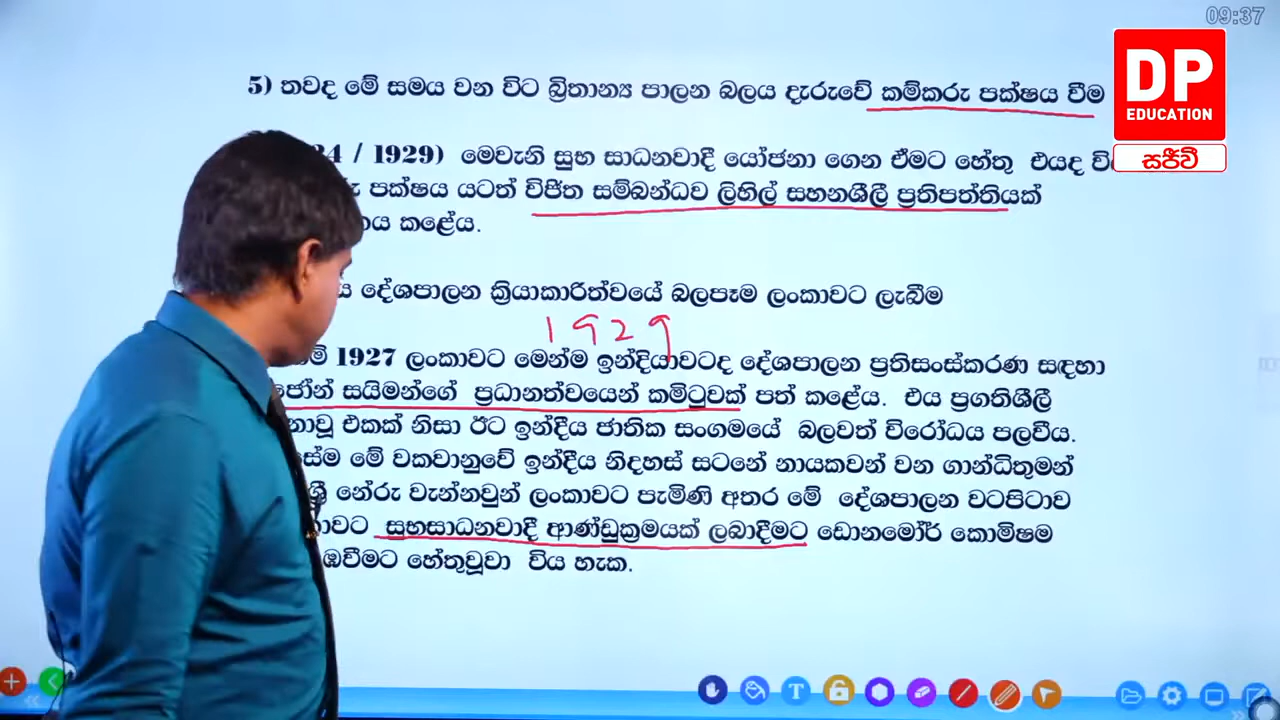 09:37
DP
EDUCATION
සජීවී
5) තවද මේ සමය වන විට බ්‍රිතාන්‍ය පාලන බලය දැරුවේ කම්කරු පක්ෂය වීම
/ 1929) මෙවැනි සුභ සාධනවාදී යෝජනා ගෙන ඒමට හේතු එයද
පක්ෂය යටත් විජිත සම්බන්ධව ලිහිල් සහනශීලී ප්‍රතිපත්තියක්
කළේය.
දේශපාලන ක්‍රියාකාරිත්වයේ බලපෑම ලංකාවට ලැබීම
1929
1927 ලංකාවට මෙන්ම ඉන්දියාවටද දේශපාලන ප්‍රතිසංස්කරණ සඳහා
ජෝන් සයිමන්ගේ ප්‍රධානත්වයෙන් කමිටුවක් පත් කළේය. එය ප්‍රගතිශීලී
එකක් නිසා ඊට ඉන්දීය ජාතික සංගමයේ බලවත් විරෝධය පලවීය.
මේ වකවානුවේ ඉන්දීය නිදහස් සටනේ නායකවන් වන ගාන්ධිතුමන්
ශ්‍රී නේරු වැන්නවුන් ලංකාවට පැමිණි අතර මේ දේශපාලන වටපිටාව
සුභසාධනවාදී ආණ්ඩුක්‍රමයක් ලබාදීමට ඩොනමෝර් කොමිෂම
හේතුවූවා විය හැක.